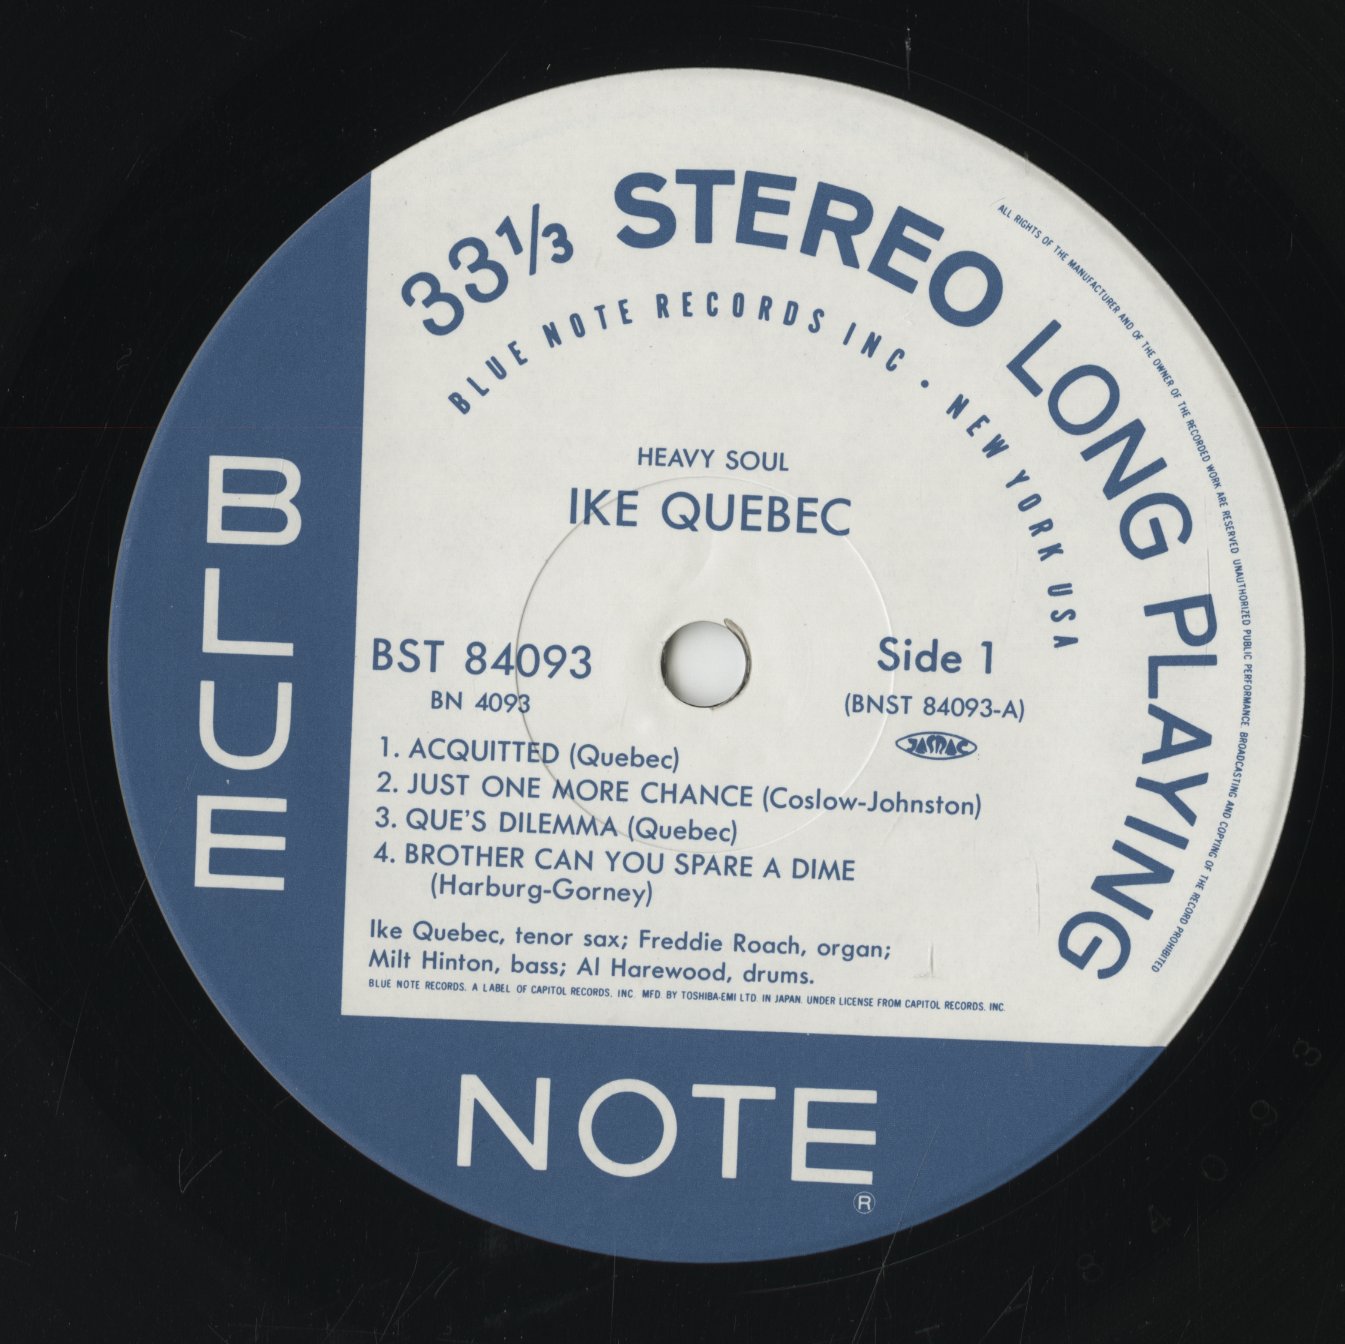 33 1/3 STEREO LONG PLAYING
BLUE NOTE RECORDS INC • NEW YORK USA
ALL RIGHTS OF THE MANUFACTURER AND OF THE OWNER OF THE RECORDED WORK ARE RESERVED UNAUTHORIZED PUBLIC PERFORMANCE BROADCASTING AND COPYING OF THE RECORD PROHIBITED
HEAVY SOUL
IKE QUEBEC
BST 84093
BN 4093
Side 1
(BNST 84093-A)
JASRAC
1. ACQUITTED (Quebec)
2. JUST ONE MORE CHANCE (Coslow-Johnston)
3. QUE'S DILEMMA (Quebec)
4. BROTHER CAN YOU SPARE A DIME
(Harburg-Gorney)
Ike Quebec, tenor sax; Freddie Roach, organ;
Milt Hinton, bass; Al Harewood, drums.
BLUE NOTE RECORDS. A LABEL OF CAPITOL RECORDS, INC. MFD. BY TOSHIBA-EMI LTD. IN JAPAN. UNDER LICENSE FROM CAPITOL RECORDS. INC.
BLUE
NOTE
®